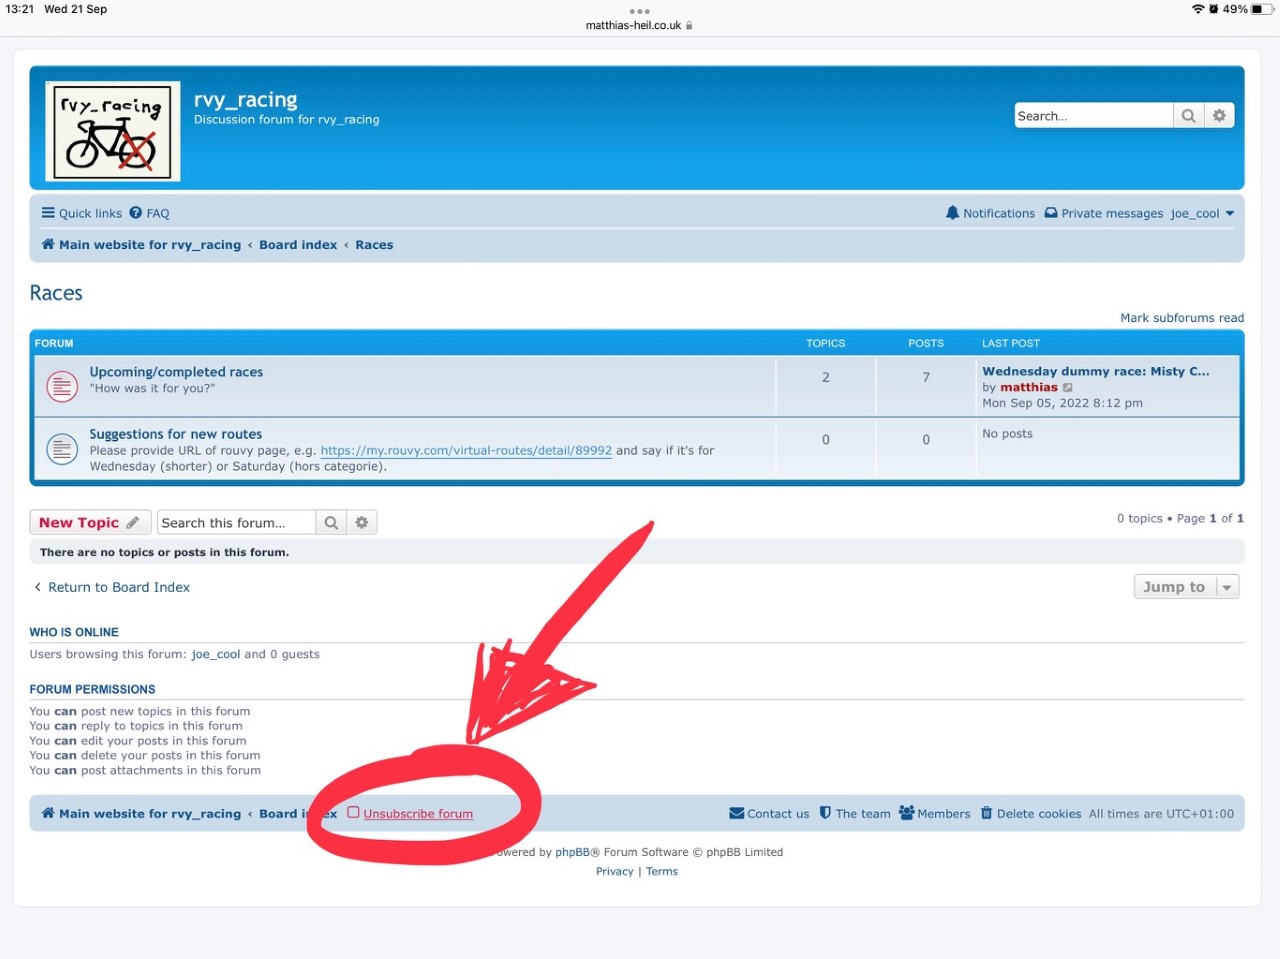 13:21 Wed 21 Sep
49%
matthias-heil.co.uk
rvy_racing
rvy_racing
Discussion forum for rvy_racing
Search...
Quick links FAQ
Notifications Private messages joe_cool
Main website for rvy_racing ‹ Board index ‹ Races
Races
Mark subforums read
FORUM TOPICS POSTS LAST POST
Upcoming/completed races
"How was it for you?"
2 7
Wednesday dummy race: Misty C...
by matthias
Mon Sep 05, 2022 8:12 pm
Suggestions for new routes
Please provide URL of rouvy page, e.g. https://my.rouvy.com/virtual-routes/detail/89992 and say if it's for
Wednesday (shorter) or Saturday (hors categorie).
0 0 No posts
New Topic Search this forum...
0 topics • Page 1 of 1
There are no topics or posts in this forum.
Return to Board Index
Jump to
WHO IS ONLINE
Users browsing this forum: joe_cool and 0 guests
FORUM PERMISSIONS
You can post new topics in this forum
You can reply to topics in this forum
You can edit your posts in this forum
You can delete your posts in this forum
You can post attachments in this forum
Main website for rvy_racing ‹ Board Unsubscribe forum
Contact us The team Members Delete cookies All times are UTC+01:00
by phpBB® Forum Software © phpBB Limited
Privacy | Terms